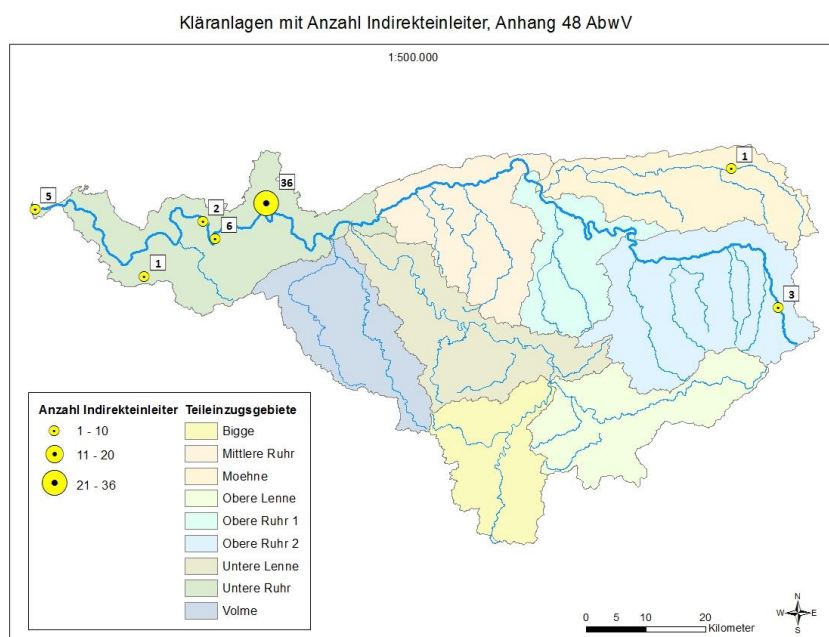 Kläranlagen mit Anzahl Indirekteinleiter, Anhang 48 AbwV
1:500.000
36
1
5
2
6
1
3
Anzahl Indirekteinleiter
1 - 10
11 - 20
21 - 36
Teileinzugsgebiete
Bigge
Mittlere Ruhr
Moehne
Obere Lenne
Obere Ruhr 1
Obere Ruhr 2
Untere Lenne
Untere Ruhr
Volme
N
W E
S
0 5 10 20
Kilometer